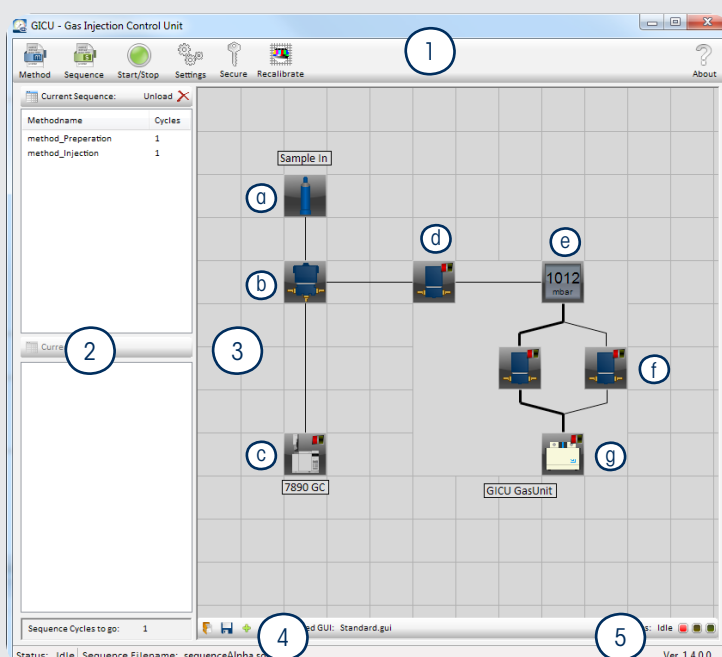 GICU - Gas Injection Control Unit
1
Method Sequence Start/Stop Settings Secure Recalibrate About
Current Sequence: Unload
Methodname Cycles
method_Preperation 1
method_Injection 1
Sample In
a
d
e
b
1012
mbar
2
3
f
c
g
7890 GC
GICU GasUnit
Sequence Cycles to go: 1
4
GUI: Standard.gui
5
Idle
Status: Idle Sequence Filename:
Ver. 1.4.0.0